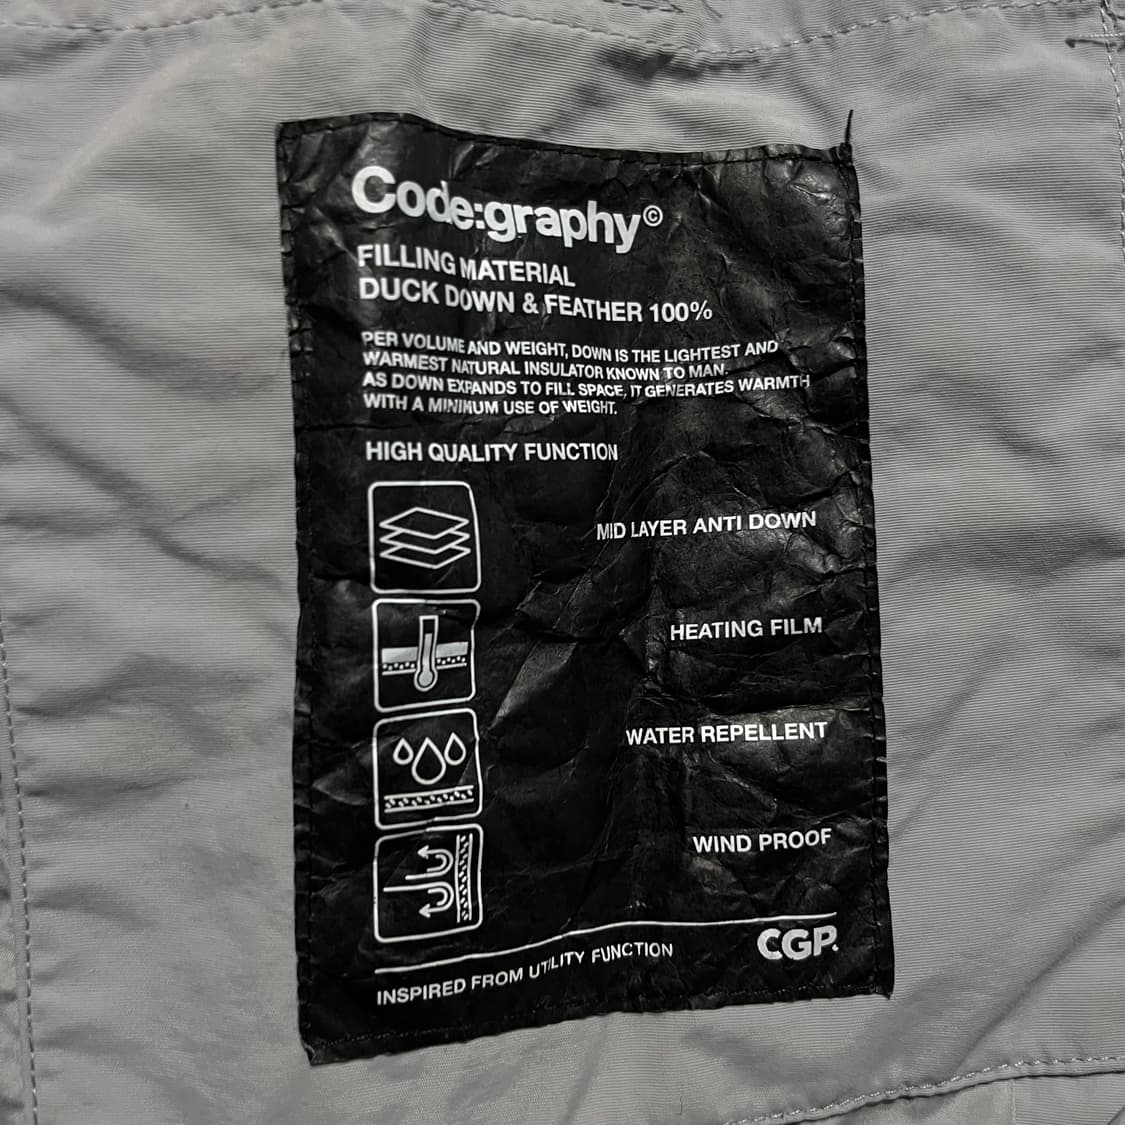 Code:graphy©
FILLING MATERIAL
DUCK DOWN & FEATHER 100%
PER VOLUME AND WEIGHT, DOWN IS THE LIGHTEST AND
WARMEST NATURAL INSULATOR KNOWN TO MAN.
AS DOWN EXPANDS TO FILL SPACE, IT GENERATES WARMTH
WITH A MINIMUM USE OF WEIGHT.
HIGH QUALITY FUNCTION
MID LAYER ANTI DOWN
HEATING FILM
WATER REPELLENT
WIND PROOF
CGP.
INSPIRED FROM UTILITY FUNCTION